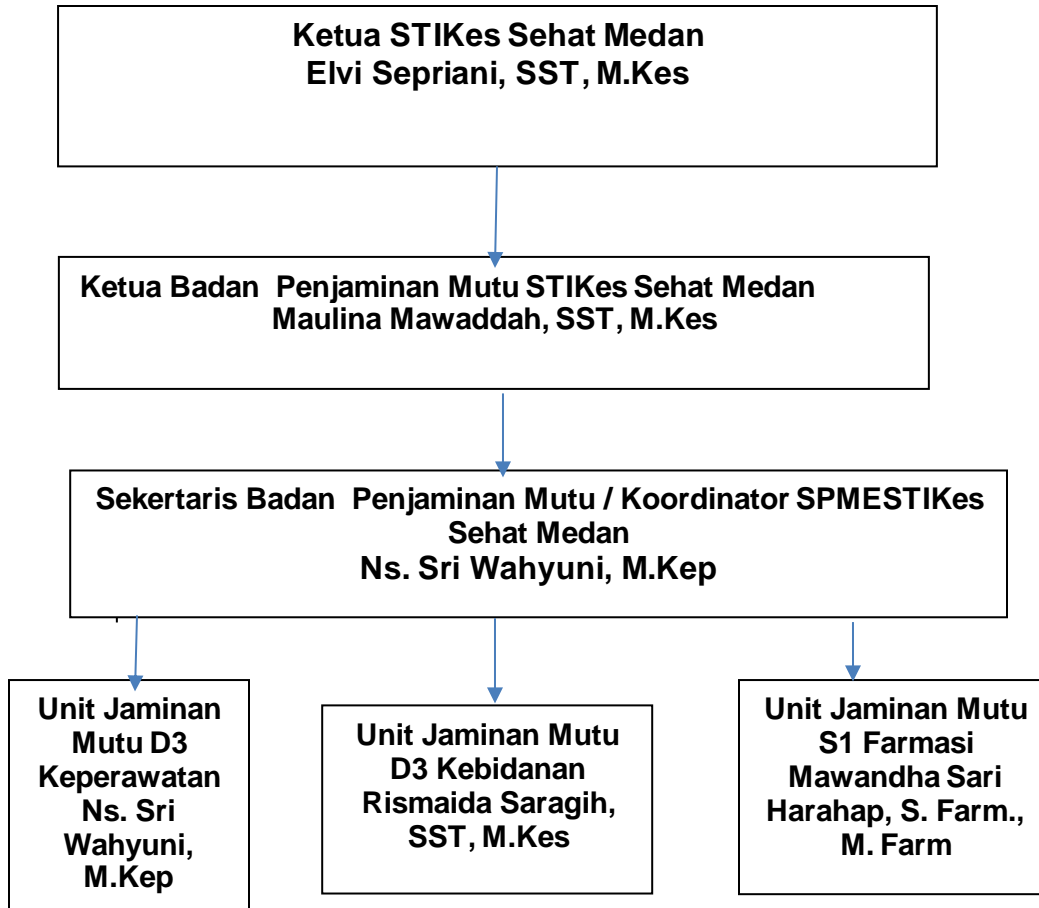 Ketua STIKes Sehat Medan
Elvi Sepriani, SST, M.Kes
Ketua Badan Penjaminan Mutu STIKes Sehat Medan
Maulina Mawaddah, SST, M.Kes
Sekertaris Badan Penjaminan Mutu / Koordinator SPMESTIKes
Sehat Medan
Ns. Sri Wahyuni, M.Kep
Unit Jaminan
Mutu D3
Keperawatan
Ns. Sri
Wahyuni,
M.Kep
Unit Jaminan Mutu
D3 Kebidanan
Rismaida Saragih,
SST, M.Kes
Unit Jaminan Mutu
S1 Farmasi
Mawandha Sari
Harahap, S. Farm.,
M. Farm